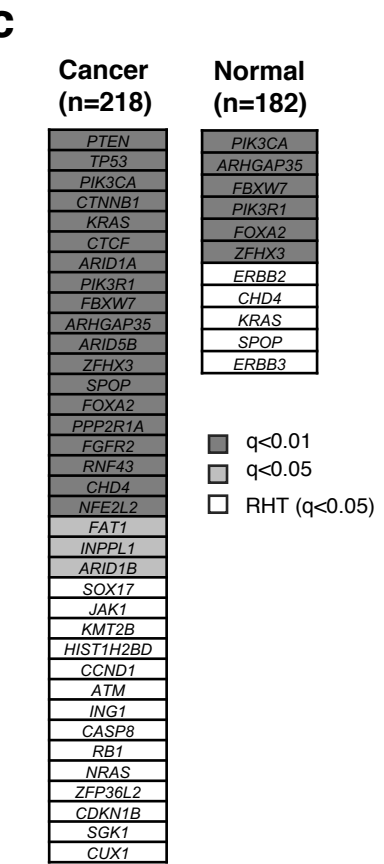 C
Cancer
(n=218)
PTEN
TP53
PIK3CA
CTNNB1
KRAS
CTCF
ARID1A
PIK3R1
FBXW7
ARHGAP35
ARID5B
ZFHX3
SPOP
FOXA2
PPP2R1A
FGFR2
RNF43
CHD4
NFE2L2
FAT1
INPPL1
ARID1B
SOX17
JAK1
KMT2B
HIST1H2BD
CCND1
ATM
ING1
CASP8
RB1
NRAS
ZFP36L2
CDKN1B
SGK1
CUX1
Normal
(n=182)
PIK3CA
ARHGAP35
FBXW7
PIK3R1
FOXA2
ZFHX3
ERBB2
CHD4
KRAS
SPOP
ERBB3
q<0.01
q<0.05
RHT (q<0.05)